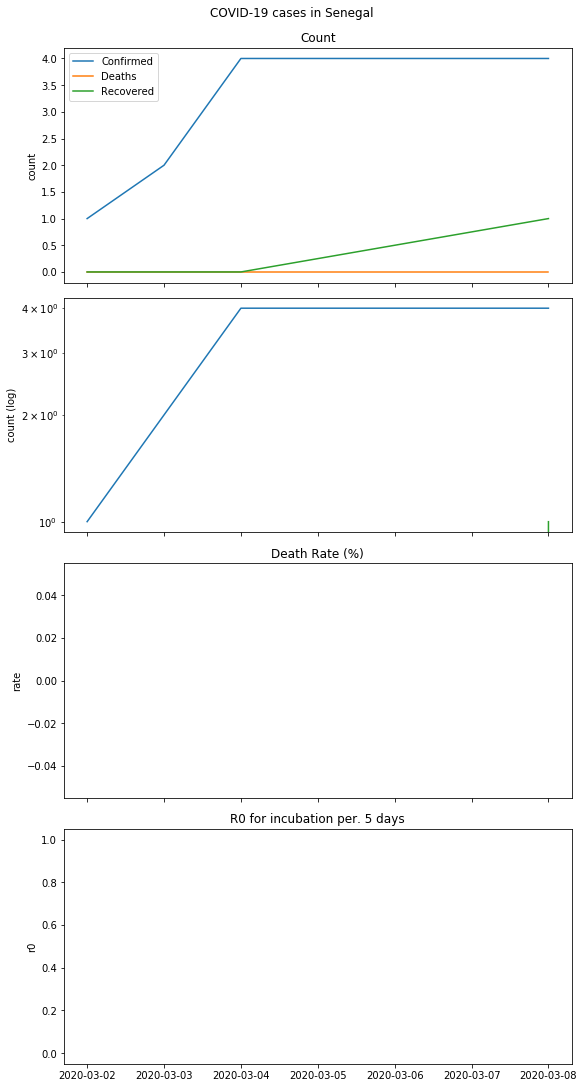 COVID-19 cases in Senegal
Count
4.0
3.5
3.0
2.5
2.0
1.5
1.0
0.5
0.0
count
Confirmed
Deaths
Recovered
4 × 10⁰
3 × 10⁰
2 × 10⁰
10⁰
count (log)
Death Rate (%)
0.04
0.02
0.00
−0.02
−0.04
rate
R0 for incubation per. 5 days
1.0
0.8
0.6
0.4
0.2
0.0
r0
2020-03-02 2020-03-03 2020-03-04 2020-03-05 2020-03-06 2020-03-07 2020-03-08